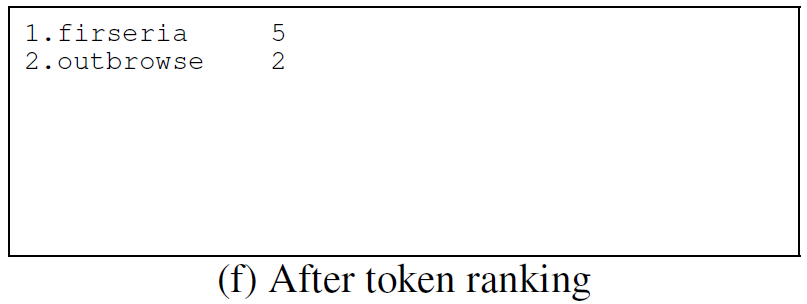 1.firseria 5
2.outbrowse 2
(f) After token ranking